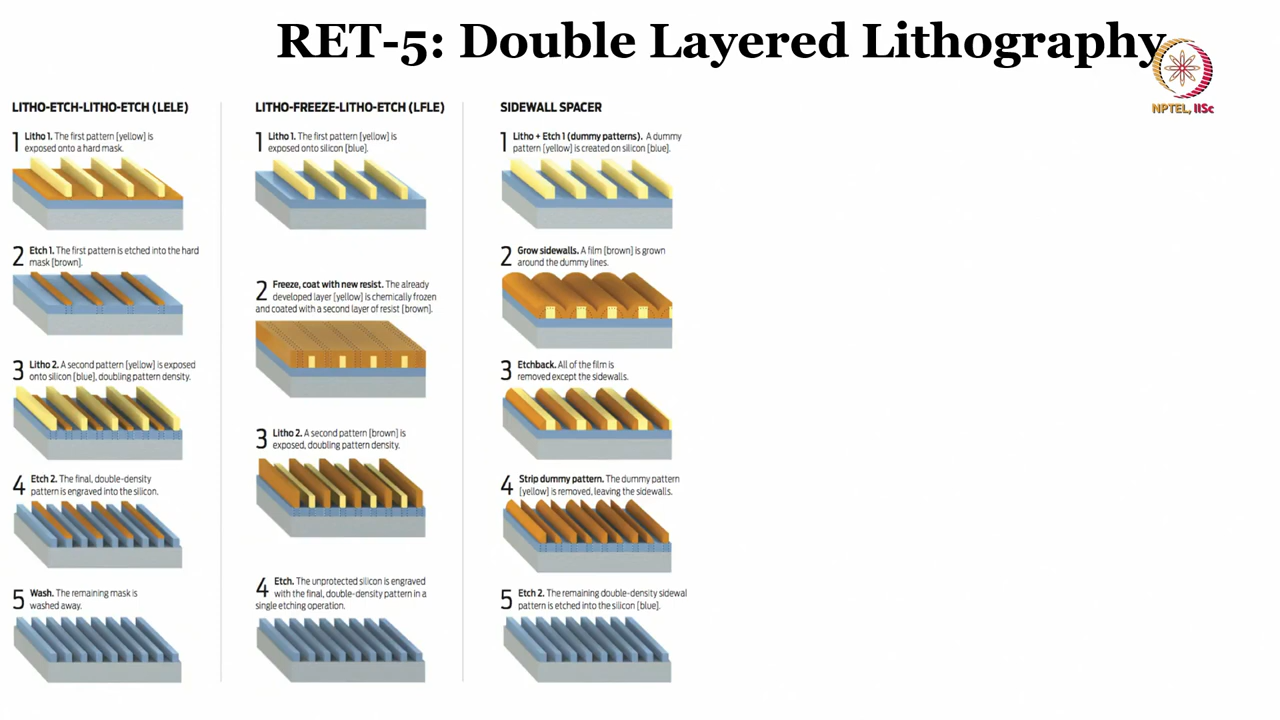 RET-5: Double Layered Lithography
NPTEL, IISc
LITHO-ETCH-LITHO-ETCH (LELE)
1 Litho 1. The first pattern [yellow] is
exposed onto a hard mask.
2 Etch 1. The first pattern is etched into the hard
mask [brown].
3 Litho 2. A second pattern [yellow] is exposed
onto silicon [blue], doubling pattern density.
4 Etch 2. The final, double-density
pattern is engraved into the silicon.
5 Wash. The remaining mask is
washed away.
LITHO-FREEZE-LITHO-ETCH (LFLE)
1 Litho 1. The first pattern [yellow] is
exposed onto silicon [blue].
2 Freeze, coat with new resist. The already
developed layer [yellow] is chemically frozen
and coated with a second layer of resist [brown].
3 Litho 2. A second pattern [brown] is
exposed, doubling pattern density.
4 Etch. The unprotected silicon is engraved
with the final, double-density pattern in a
single etching operation.
SIDEWALL SPACER
1 Litho + Etch 1 (dummy patterns). A dummy
pattern [yellow] is created on silicon [blue].
2 Grow sidewalls. A film [brown] is grown
around the dummy lines.
3 Etchback. All of the film is
removed except the sidewalls.
4 Strip dummy pattern. The dummy pattern
[yellow] is removed, leaving the sidewalls.
5 Etch 2. The remaining double-density sidewal
pattern is etched into the silicon [blue].